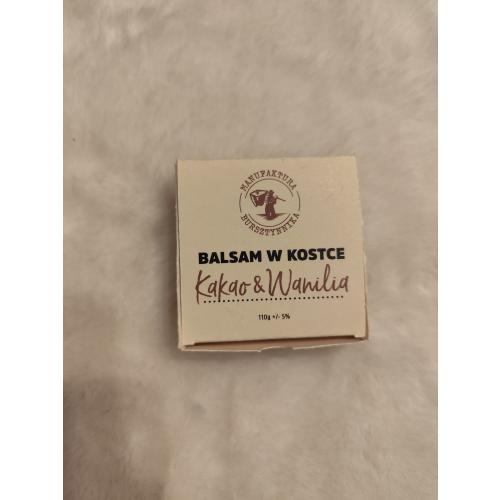 MANUFAKTURA
BURSZTYNNIKA
BALSAM W KOSTCE
Kakao & Wanilia
110g +/- 5%